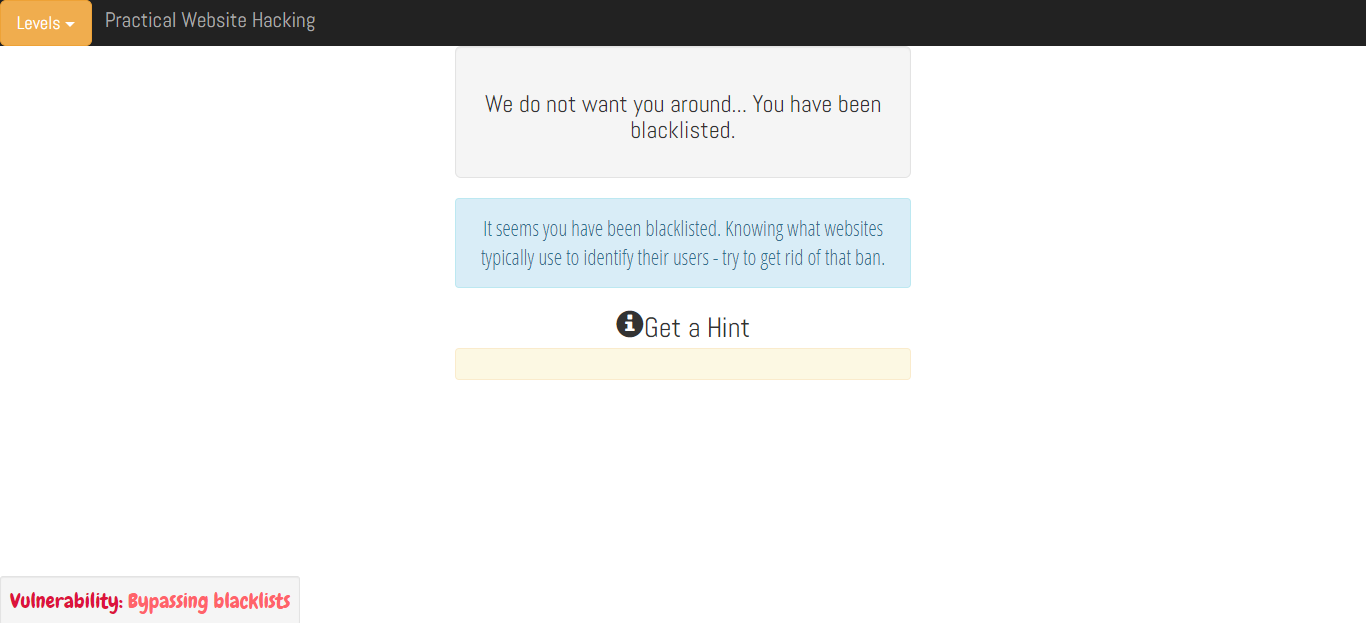 Levels
Practical Website Hacking
We do not want you around... You have been
blacklisted.
It seems you have been blacklisted. Knowing what websites
typically use to identify their users - try to get rid of that ban.
Get a Hint
Vulnerability: Bypassing blacklists